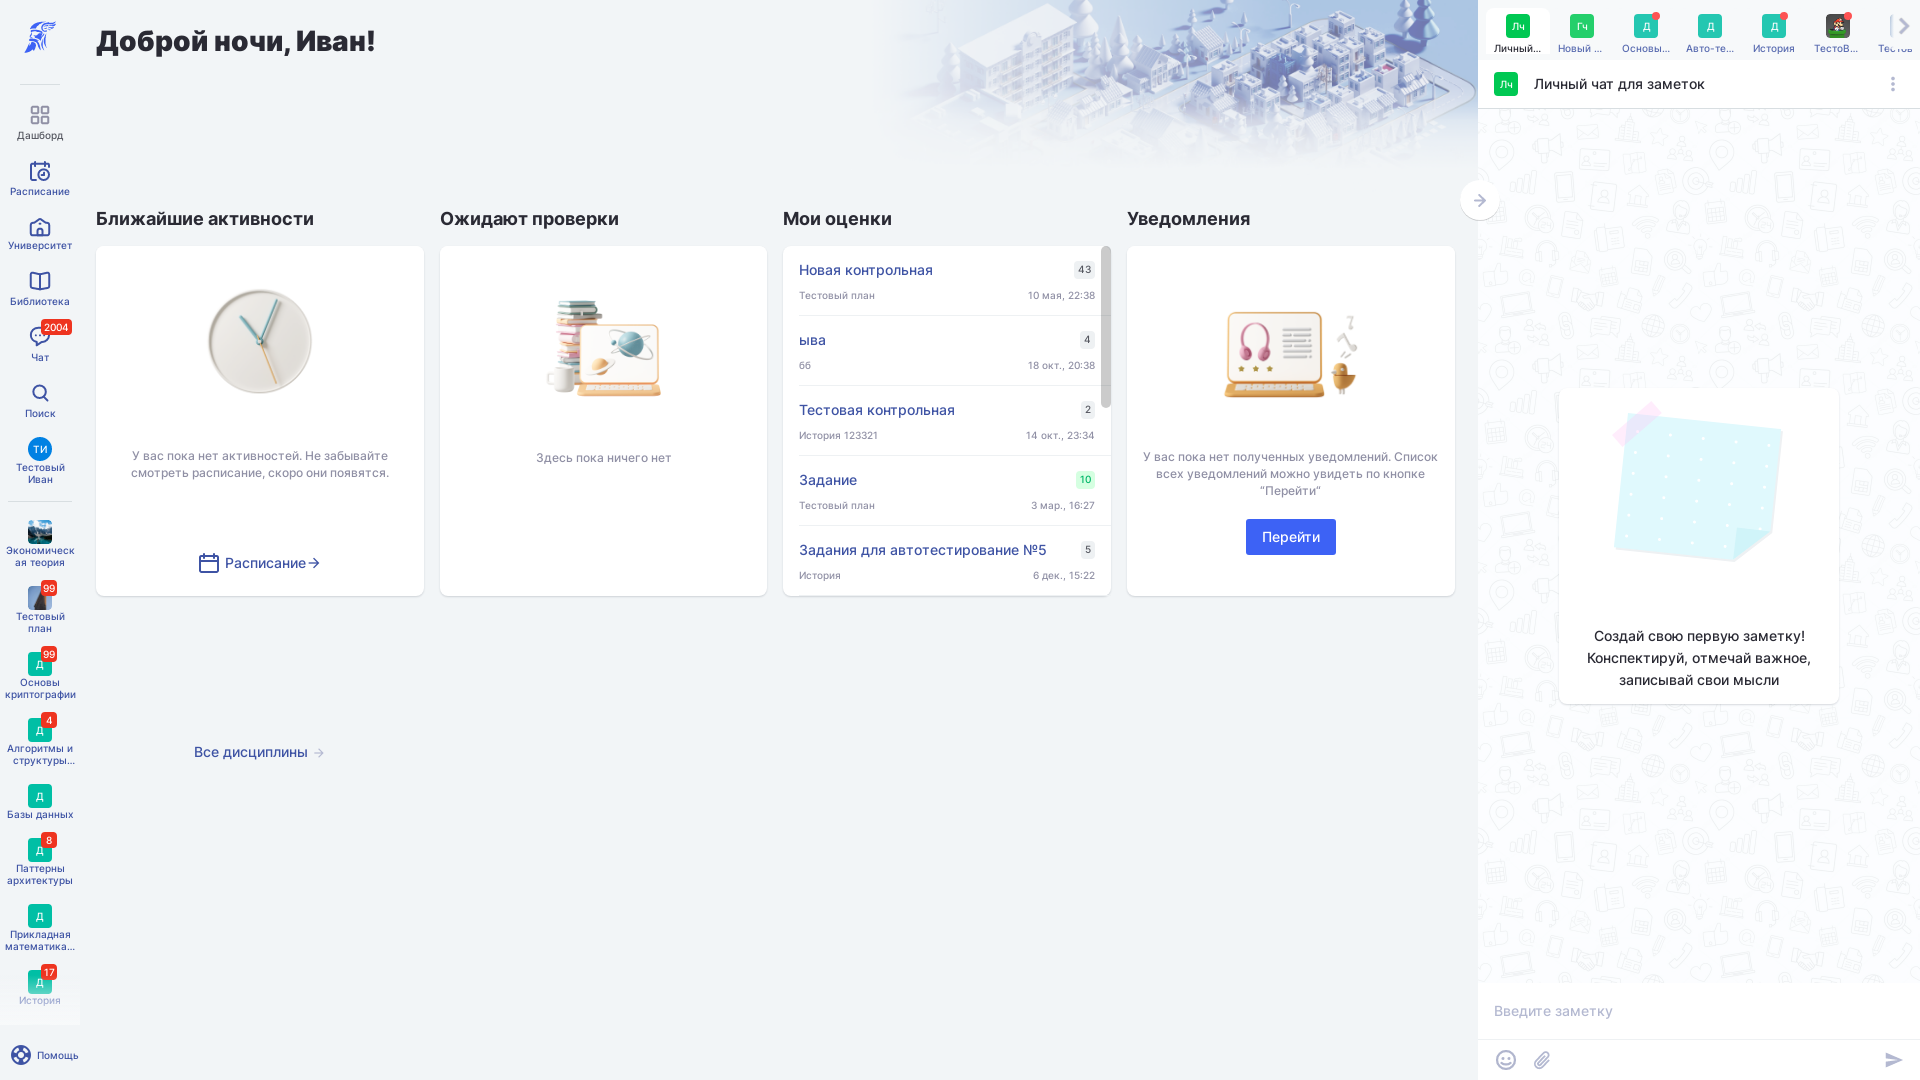 Доброй ночи, Иван!
Дашборд
Расписание
Университет
Библиотека
2004
Чат
Поиск
ТИ
Тестовый
Иван
Экономическ
ая теория
99
Тестовый
план
99
Д
Основы
криптографии
4
Д
Алгоритмы и
структуры...
Д
Базы данных
8
Д
Паттерны
архитектуры
Д
Прикладная
математика...
17
Д
История
Помощь
Ближайшие активности
У вас пока нет активностей. Не забывайте
смотреть расписание, скоро они появятся.
Расписание
Ожидают проверки
Здесь пока ничего нет
Мои оценки
Новая контрольная 43
Тестовый план 10 мая, 22:38
ыва 4
66 18 окт., 20:38
Тестовая контрольная 2
История 123321 14 окт., 23:34
Задание 10
Тестовый план 3 мар., 16:27
Задания для автотестирование №5 5
История 6 дек., 15:22
Уведомления
У вас пока нет полученных уведомлений. Список
всех уведомлений можно увидеть по кнопке
“Перейти”
Перейти
Все дисциплины
Лч Гч Д Д Д
Личный... Новый ... Основы... Авто-те... История ТестоВ...
Лч Личный чат для заметок
Создай свою первую заметку!
Конспектируй, отмечай важное,
записывай свои мысли
Введите заметку